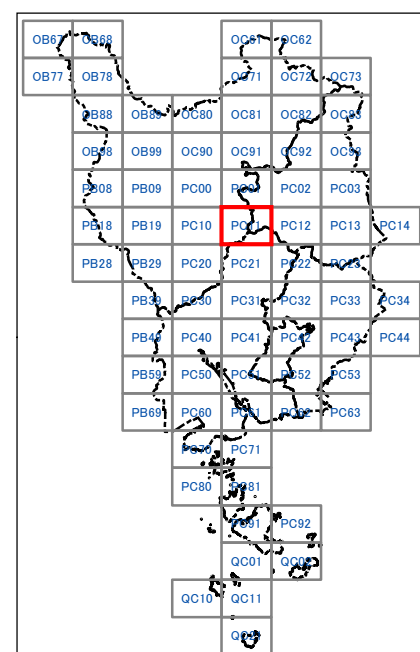 OB67 OB68 OC61 OC62
OB77 OB78 OC71 OC72 OC73
OB88 OB89 OC80 OC81 OC82 OC83
OB98 OB99 OC90 OC91 OC92 OC93
PB08 PB09 PC00 PC01 PC02 PC03
PB18 PB19 PC10 PC11 PC12 PC13 PC14
PB28 PB29 PC20 PC21 PC22 PC23
PB39 PC30 PC31 PC32 PC33 PC34
PB49 PC40 PC41 PC42 PC43 PC44
PB59 PC50 PC51 PC52 PC53
PB69 PC60 PC61 PC62 PC63
PC70 PC71
PC80 PC81
PC91 PC92
QC01 QC02
QC10 QC11
QC21